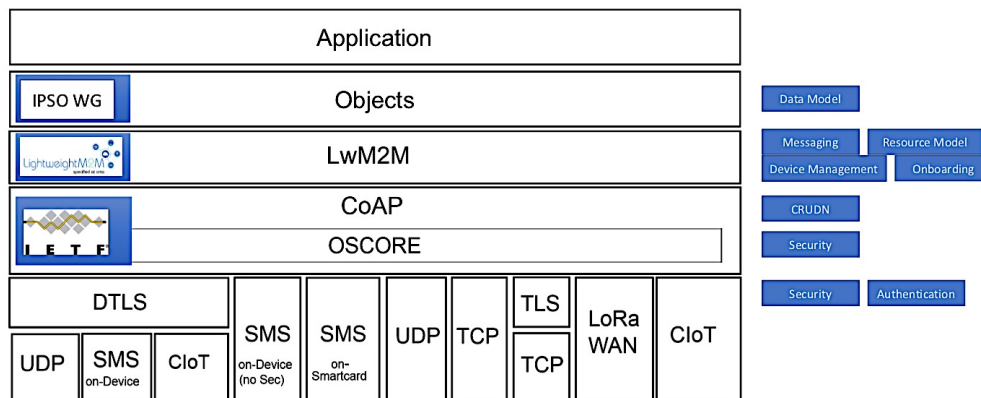 Application
IPSO WG
Objects
Data Model
LightweightM2M
LwM2M
Messaging
Resource Model
Device Management
Onboarding
CoAP
CRUDN
I E T F
OSCORE
Security
DTLS
SMS
on-Device
(no Sec)
SMS
on-
Smartcard
UDP
TCP
TLS
LoRa
WAN
CIoT
Security
Authentication
UDP
SMS
on-Device
CIoT
TCP